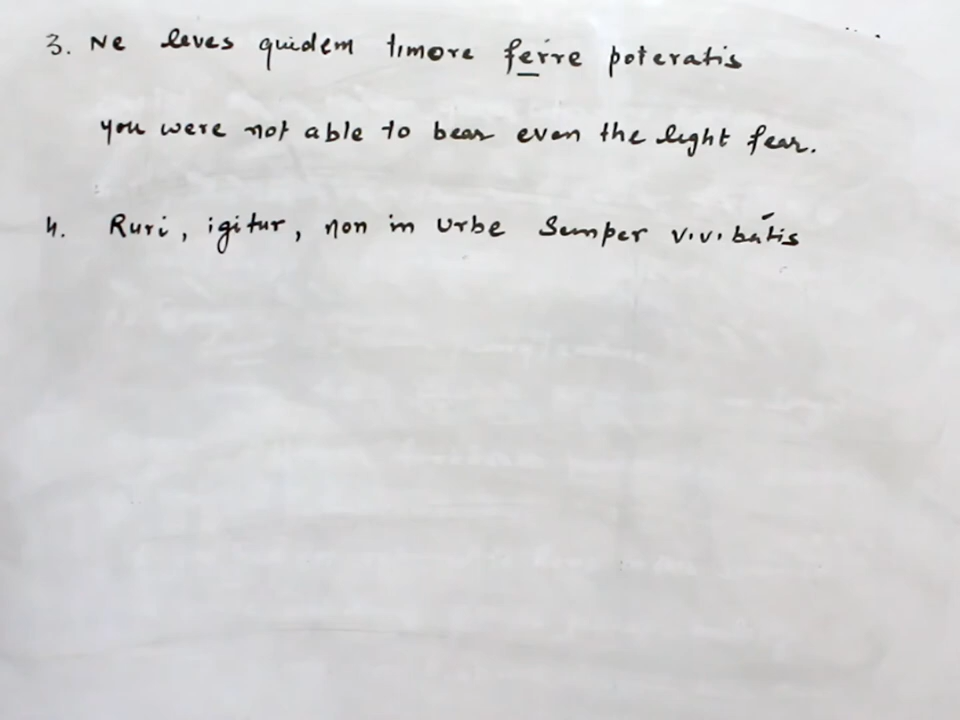 3. Ne leves quidem timore ferre poteratis
you were not able to bear even the light fear.
4. Ruri, igitur, non in urbe Semper vivibátis